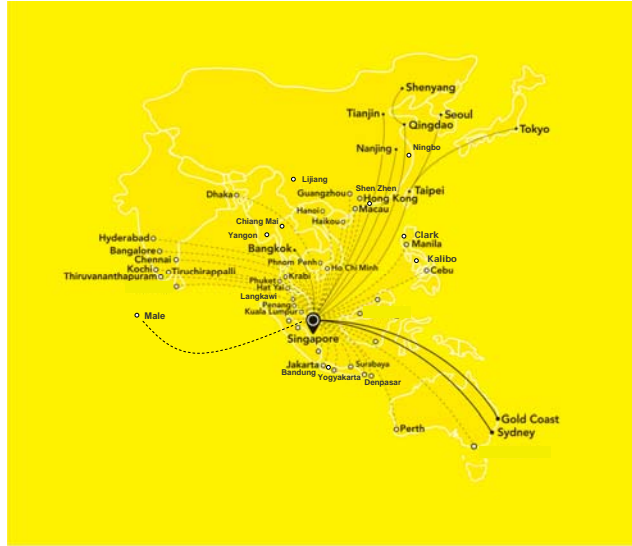 Shenyang
Tianjin
Seoul
Qingdao
Tokyo
Nanjing
Ningbo
Lijiang
Taipei
Dhaka
Guangzhou
Shen Zhen
Hong Kong
Macau
Hanoi
Haikou
Chiang Mai
Yangon
Clark
Manila
Hyderabad
Bangalore
Bangkok
Chennai
Phnom Penh
Kalibo
Kochi
Tiruchirappalli
Ho Chi Minh
Cebu
Thiruvananthapuram
Krabi
Phuket
Hat Yai
Langkawi
Penang
Kuala Lumpur
Male
Singapore
Jakarta
Surabaya
Bandung
Yogyakarta
Denpasar
Gold Coast
Perth
Sydney